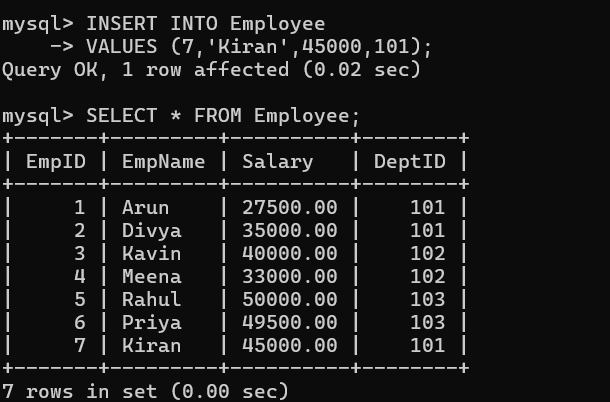 mysql> INSERT INTO Employee
    -> VALUES (7,'Kiran',45000,101);
Query OK, 1 row affected (0.02 sec)

mysql> SELECT * FROM Employee;
+-------+---------+----------+--------+
| EmpID | EmpName | Salary   | DeptID |
+-------+---------+----------+--------+
|     1 | Arun    | 27500.00 |    101 |
|     2 | Divya   | 35000.00 |    101 |
|     3 | Kavin   | 40000.00 |    102 |
|     4 | Meena   | 33000.00 |    102 |
|     5 | Rahul   | 50000.00 |    103 |
|     6 | Priya   | 49500.00 |    103 |
|     7 | Kiran   | 45000.00 |    101 |
+-------+---------+----------+--------+
7 rows in set (0.00 sec)